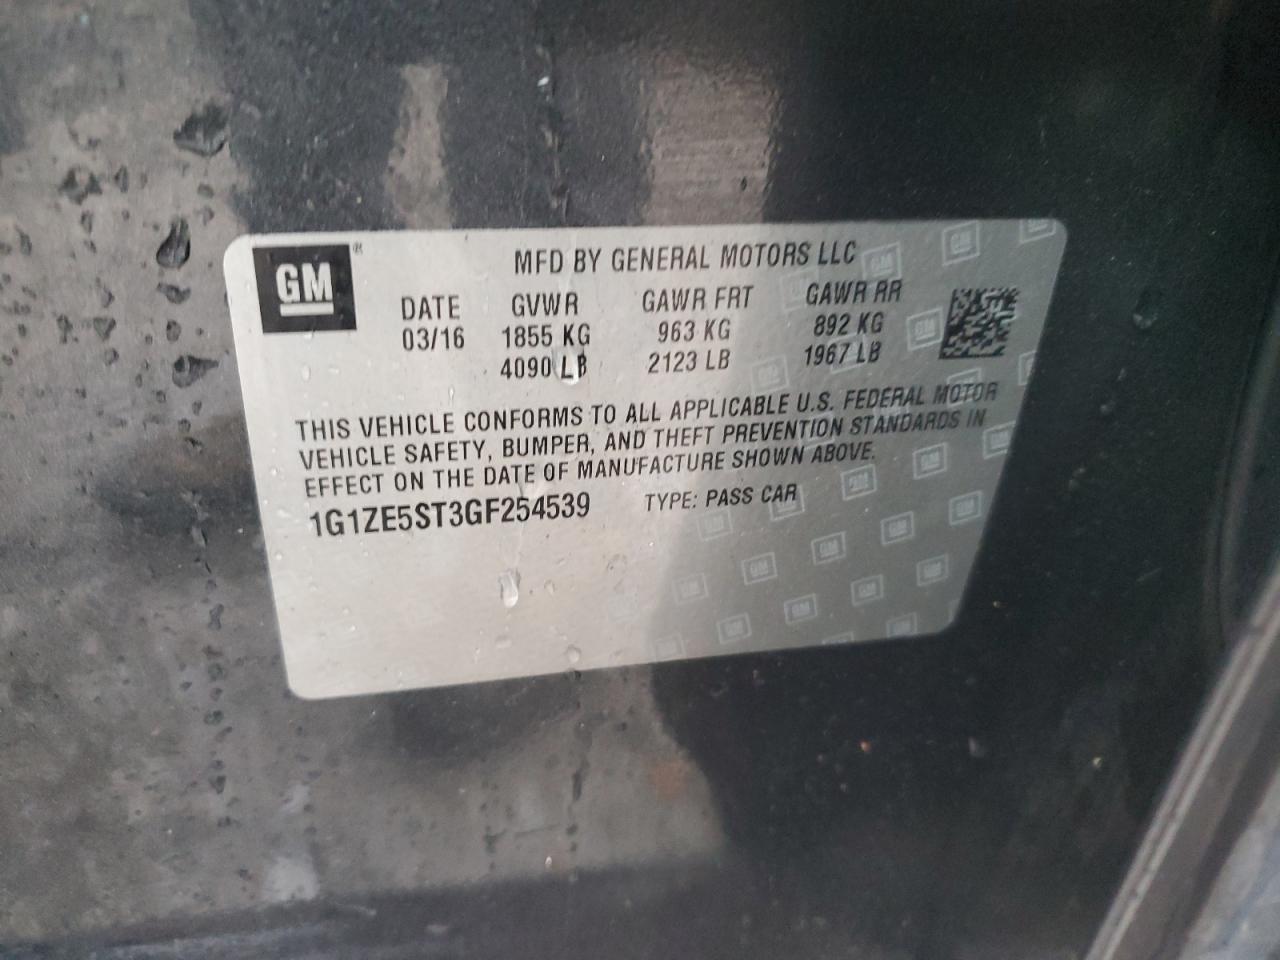 GM®
MFD BY GENERAL MOTORS LLC
DATE GVWR GAWR FRT GAWR RR
03/16 1855 KG 963 KG 892 KG
4090 LB 2123 LB 1967 LB
THIS VEHICLE CONFORMS TO ALL APPLICABLE U.S. FEDERAL MOTOR
VEHICLE SAFETY, BUMPER, AND THEFT PREVENTION STANDARDS IN
EFFECT ON THE DATE OF MANUFACTURE SHOWN ABOVE.
1G1ZE5ST3GF254539 TYPE: PASS CAR